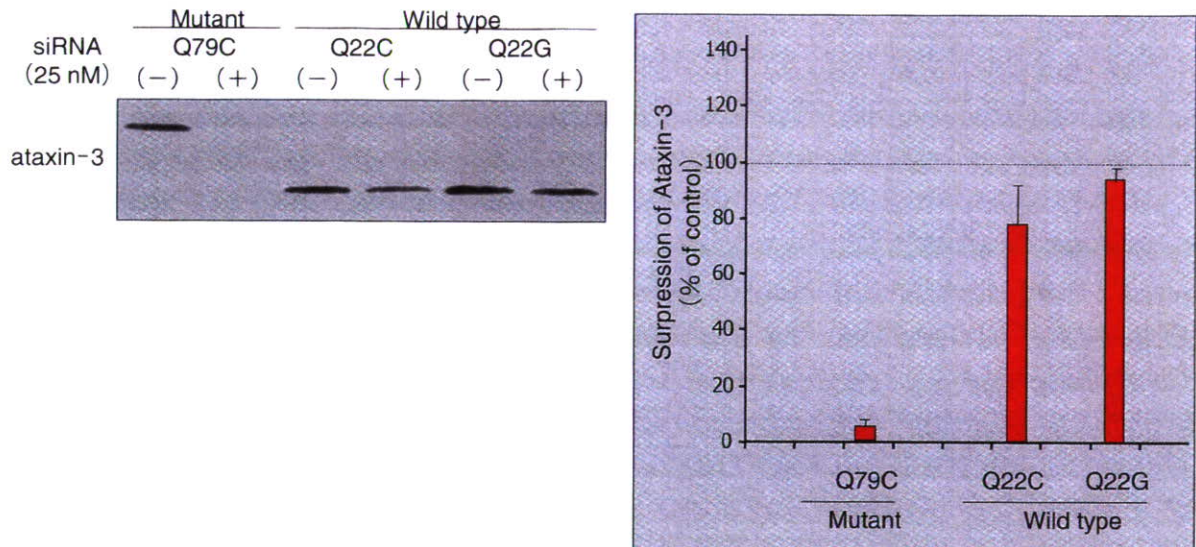 Mutant Wild type
siRNA Q79C Q22C Q22G
(25 nM) (−) (+) (−) (+) (−) (+)
ataxin-3
Surpression of Ataxin-3
(% of control)
140
120
100
80
60
40
20
0
Q79C Q22C Q22G
Mutant Wild type